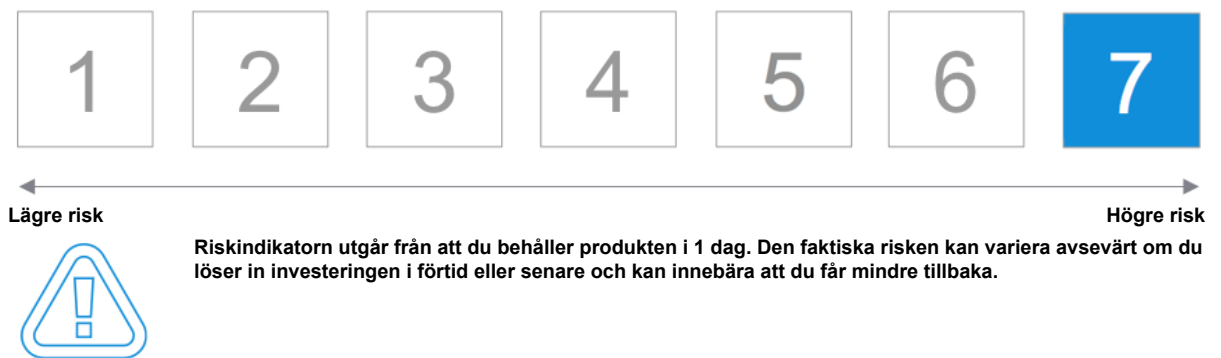 1 2 3 4 5 6 7
Lägre risk Högre risk
Riskindikatorn utgår från att du behåller produkten i 1 dag. Den faktiska risken kan variera avsevärt om du
löser in investeringen i förtid eller senare och kan innebära att du får mindre tillbaka.